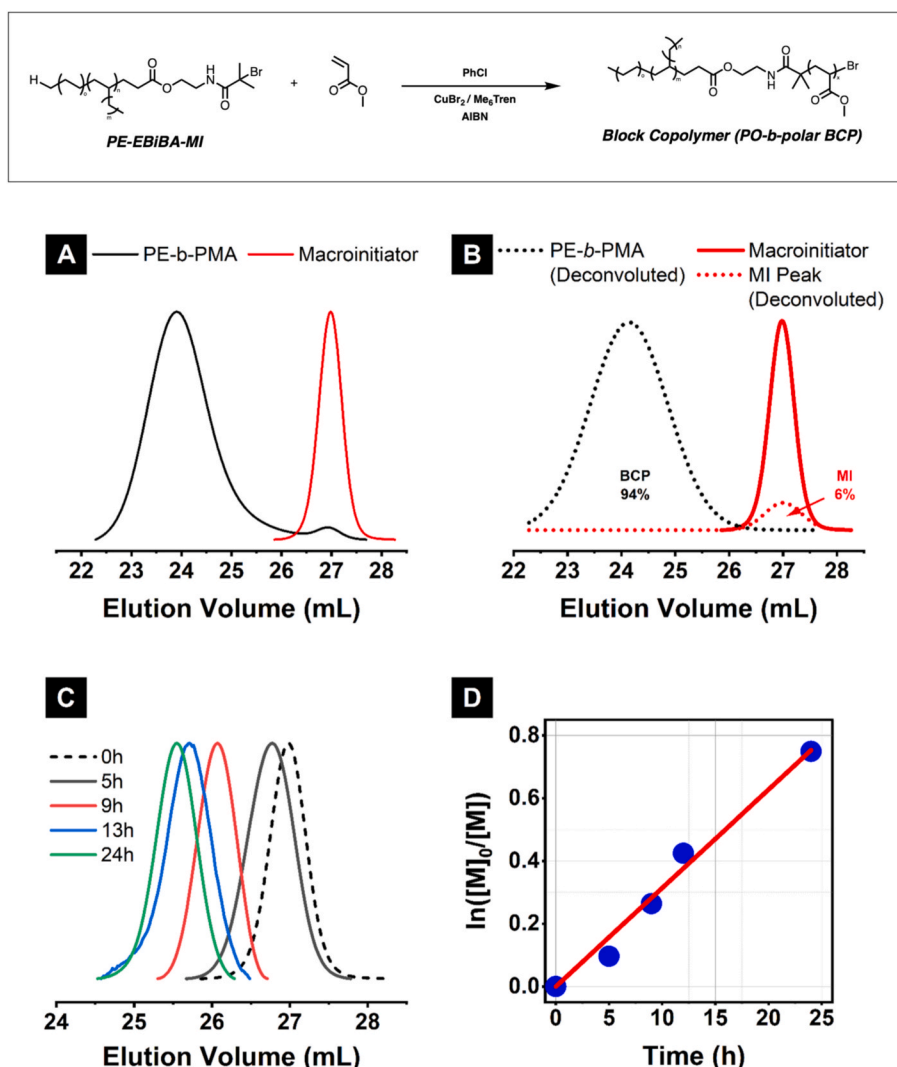 H
O
O
H
N
O
Br
n
o
m
PE-EBiBA-MI
+
O
O
PhCl
CuBr2 / Me6Tren
AIBN
O
O
H
N
O
Br
O
O
n
o
m
Block Copolymer (PO-b-polar BCP)
A
PE-b-PMA Macroinitiator
22 23 24 25 26 27 28
Elution Volume (mL)
B
PE-b-PMA (Deconvoluted)
Macroinitiator
MI Peak (Deconvoluted)
BCP
94%
MI
6%
22 23 24 25 26 27 28
Elution Volume (mL)
C
0h
5h
9h
13h
24h
24 25 26 27 28
Elution Volume (mL)
D
ln([M]0/[M])
0.8
0.6
0.4
0.2
0.0
0 5 10 15 20 25
Time (h)